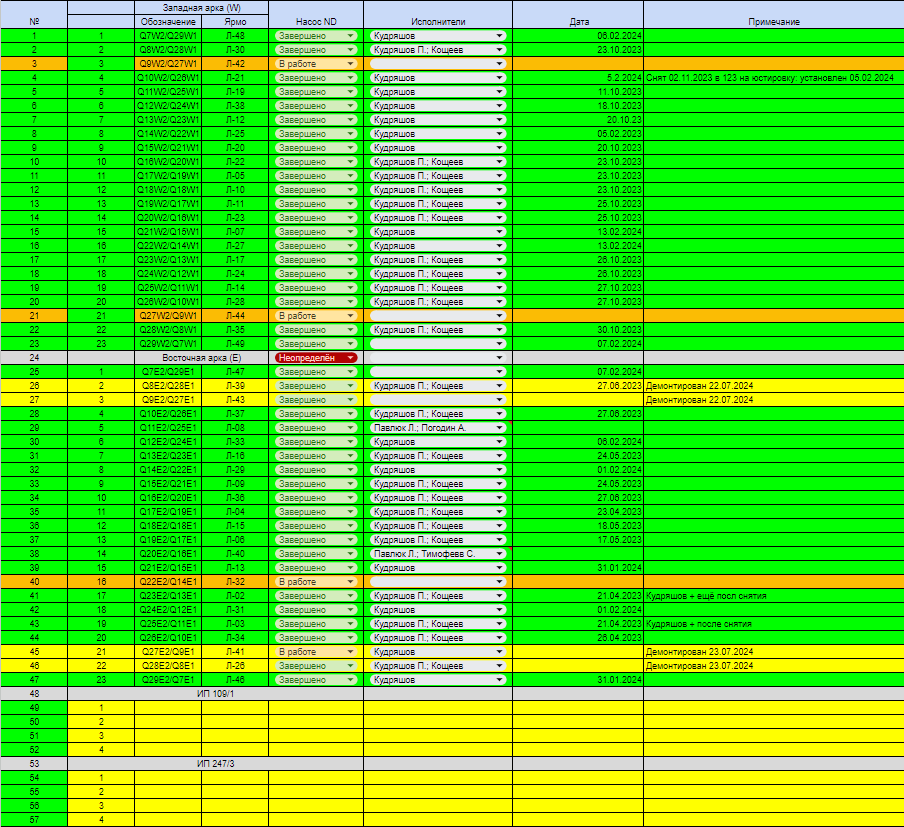 Западная арка (W)
№ Обозначение Ярмо Насос ND Исполнители Дата Примечание
1 1 Q7W2/Q29W1 Л-48 Завершено Кудряшов 06.02.2024
2 2 Q8W2/Q28W1 Л-30 Завершено Кудряшов П.; Кощеев 23.10.2023
3 3 Q9W2/Q27W1 Л-42 В работе
4 4 Q10W2/Q26W1 Л-21 Завершено Кудряшов 5.2.2024 Снят 02.11.2023 в 123 на юстировку: установлен 05.02.2024
5 5 Q11W2/Q25W1 Л-19 Завершено Кудряшов 11.10.2023
6 6 Q12W2/Q24W1 Л-38 Завершено Кудряшов 18.10.2023
7 7 Q13W2/Q23W1 Л-12 Завершено Кудряшов 20.10.23
8 8 Q14W2/Q22W1 Л-25 Завершено Кудряшов 05.02.2024
9 9 Q15W2/Q21W1 Л-20 Завершено Кудряшов 20.10.2023
10 10 Q16W2/Q20W1 Л-22 Завершено Кудряшов П.; Кощеев 23.10.2023
11 11 Q17W2/Q19W1 Л-05 Завершено Кудряшов П.; Кощеев 23.10.2023
12 12 Q18W2/Q18W1 Л-10 Завершено Кудряшов П.; Кощеев 23.10.2023
13 13 Q19W2/Q17W1 Л-11 Завершено Кудряшов П.; Кощеев 25.10.2023
14 14 Q20W2/Q16W1 Л-23 Завершено Кудряшов П.; Кощеев 25.10.2023
15 15 Q21W2/Q15W1 Л-07 Завершено Кудряшов 13.02.2024
16 16 Q22W2/Q14W1 Л-27 Завершено Кудряшов 13.02.2024
17 17 Q23W2/Q13W1 Л-17 Завершено Кудряшов П.; Кощеев 26.10.2023
18 18 Q24W2/Q12W1 Л-24 Завершено Кудряшов П.; Кощеев 26.10.2023
19 19 Q25W2/Q11W1 Л-14 Завершено Кудряшов П.; Кощеев 27.10.2023
20 20 Q26W2/Q10W1 Л-28 Завершено Кудряшов П.; Кощеев 27.10.2023
21 21 Q27W2/Q9W1 Л-44 В работе
22 22 Q28W2/Q8W1 Л-35 Завершено Кудряшов П.; Кощеев 30.10.2023
23 23 Q29W2/Q7W1 Л-49 Завершено 07.02.2024
24 Восточная арка (E) Неопределён
25 1 Q7E2/Q29E1 Л-47 Завершено 07.02.2024
26 2 Q8E2/Q28E1 Л-39 Завершено Кудряшов П.; Кощеев 27.06.2023 Демонтирован 22.07.2024
27 3 Q9E2/Q27E1 Л-43 Завершено Демонтирован 22.07.2024
28 4 Q10E2/Q26E1 Л-37 Завершено Кудряшов П.; Кощеев 27.06.2023
29 5 Q11E2/Q25E1 Л-08 Завершено Павлюк Л.; Погодин А.
30 6 Q12E2/Q24E1 Л-33 Завершено Кудряшов 06.02.2024
31 7 Q13E2/Q23E1 Л-16 Завершено Кудряшов П.; Кощеев 24.05.2023
32 8 Q14E2/Q22E1 Л-29 Завершено Кудряшов 01.02.2024
33 9 Q15E2/Q21E1 Л-09 Завершено Кудряшов П.; Кощеев 24.05.2023
34 10 Q16E2/Q20E1 Л-36 Завершено Кудряшов П.; Кощеев 27.06.2023
35 11 Q17E2/Q19E1 Л-04 Завершено Кудряшов П.; Кощеев 23.04.2023
36 12 Q18E2/Q18E1 Л-15 Завершено Кудряшов П.; Кощеев 18.05.2023
37 13 Q19E2/Q17E1 Л-06 Завершено Кудряшов П.; Кощеев 17.05.2023
38 14 Q20E2/Q16E1 Л-40 Завершено Павлюк Л.; Тимофеев С.
39 15 Q21E2/Q15E1 Л-13 Завершено Кудряшов 31.01.2024
40 16 Q22E2/Q14E1 Л-32 В работе
41 17 Q23E2/Q13E1 Л-02 Завершено Кудряшов П.; Кощеев 21.04.2023 Кудряшов + ещё посл снятия
42 18 Q24E2/Q12E1 Л-31 Завершено Кудряшов 01.02.2024
43 19 Q25E2/Q11E1 Л-03 Завершено Кудряшов П.; Кощеев 21.04.2023 Кудряшов + после снятия
44 20 Q26E2/Q10E1 Л-34 Завершено Кудряшов П.; Кощеев 26.04.2023
45 21 Q27E2/Q9E1 Л-41 В работе Кудряшов Демонтирован 23.07.2024
46 22 Q28E2/Q8E1 Л-26 Завершено Кудряшов П.; Кощеев Демонтирован 23.07.2024
47 23 Q29E2/Q7E1 Л-46 Завершено Кудряшов 31.01.2024
48 ИП 109/1
49 1
50 2
51 3
52 4
53 ИП 247/3
54 1
55 2
56 3
57 4